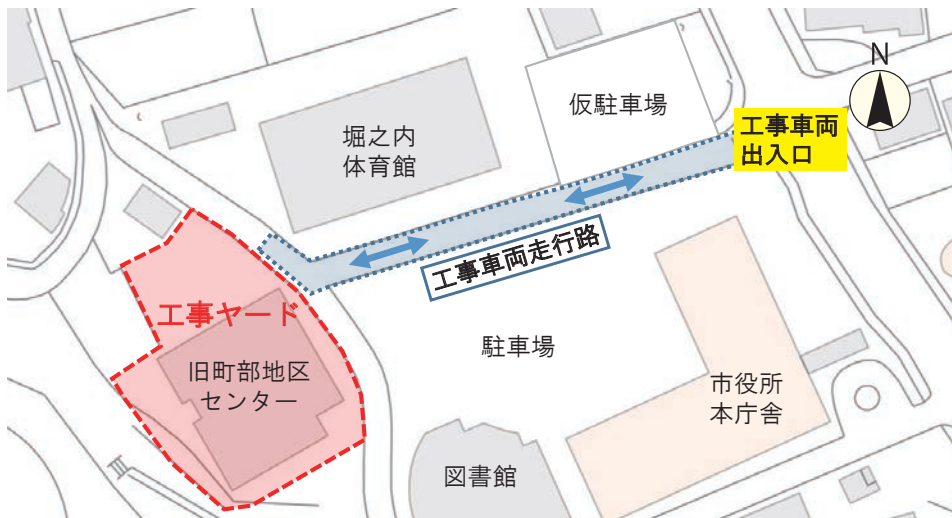 N
仮駐車場
工事車両
出入口
堀之内
体育館
工事車両走行路
工事ヤード
旧町部地区
センター
駐車場
市役所
本庁舎
図書館